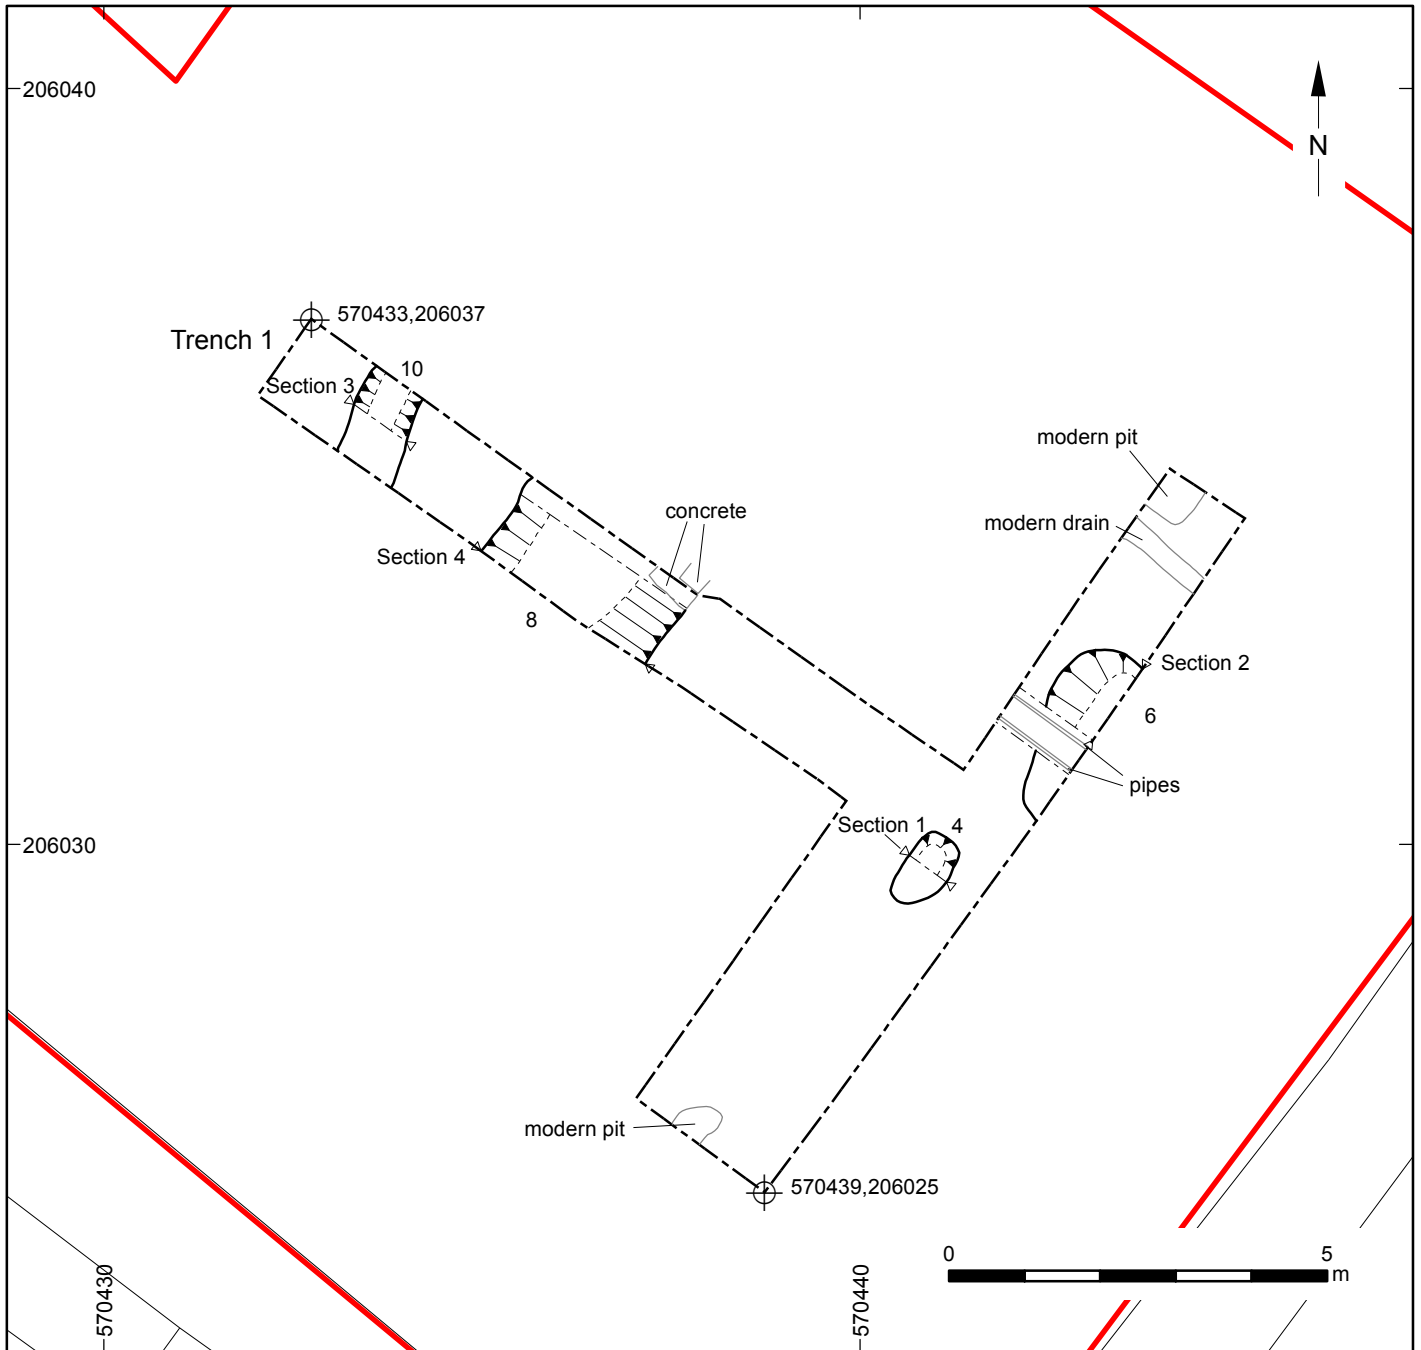 206040
N
570433,206037
Trench 1
10
Section 3
modern pit
concrete
modern drain
Section 4
8
Section 2
6
pipes
Section 1
4
206030
modern pit
570439,206025
0
5
m
570430
570440